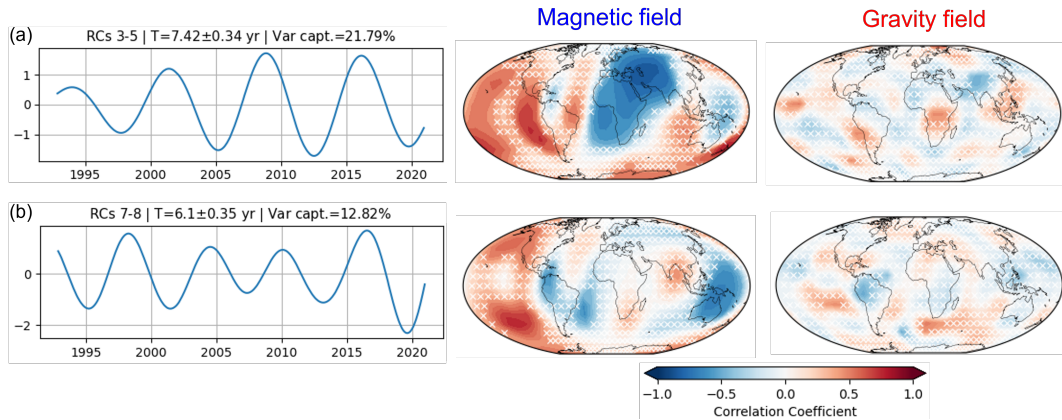 Magnetic field
Gravity field
(a)
RCs 3-5 | T=7.42±0.34 yr | Var capt.=21.79%
1
0
−1
1995 2000 2005 2010 2015 2020
(b)
RCs 7-8 | T=6.1±0.35 yr | Var capt.=12.82%
0
−2
1995 2000 2005 2010 2015 2020
−1.0 −0.5 0.0 0.5 1.0
Correlation Coefficient